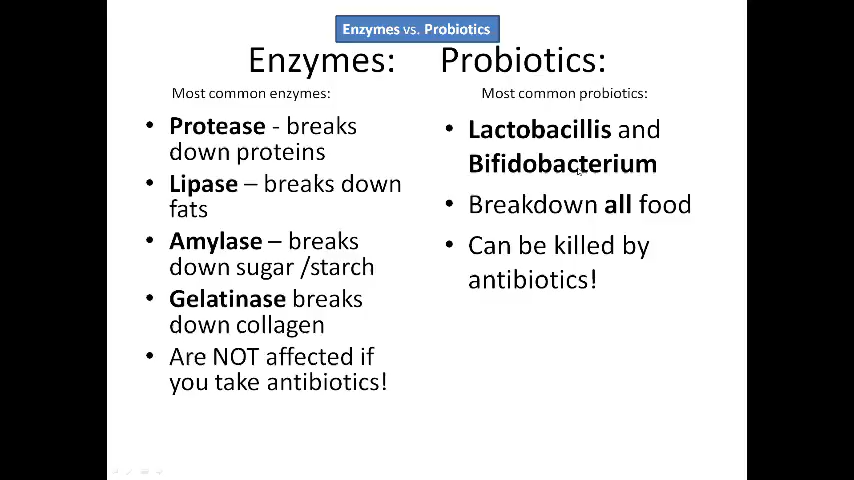 Enzymes vs. Probiotics
Enzymes:
Most common enzymes:
• Protease - breaks
down proteins
• Lipase – breaks down
fats
• Amylase – breaks
down sugar /starch
• Gelatinase breaks
down collagen
• Are NOT affected if
you take antibiotics!
Probiotics:
Most common probiotics:
• Lactobacillis and
Bifidobacterium
• Breakdown all food
• Can be killed by
antibiotics!